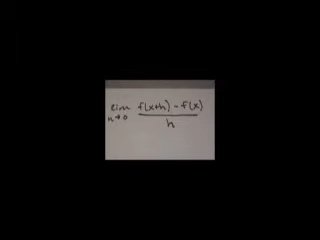 lim f(x+h) - f(x)
h→0 h